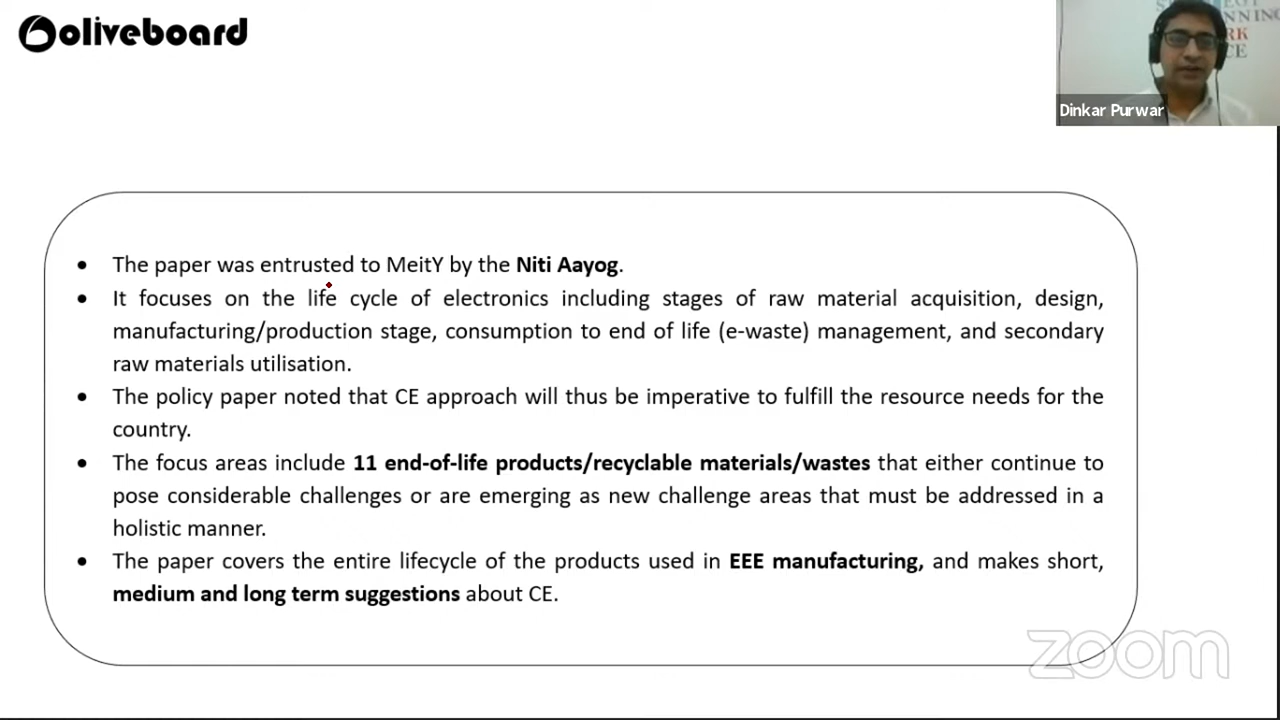 oliveboard
NNING
RK
CE
Dinkar Purwar
• The paper was entrusted to MeitY by the Niti Aayog.
• It focuses on the life cycle of electronics including stages of raw material acquisition, design,
manufacturing/production stage, consumption to end of life (e-waste) management, and secondary
raw materials utilisation.
• The policy paper noted that CE approach will thus be imperative to fulfill the resource needs for the
country.
• The focus areas include 11 end-of-life products/recyclable materials/wastes that either continue to
pose considerable challenges or are emerging as new challenge areas that must be addressed in a
holistic manner.
• The paper covers the entire lifecycle of the products used in EEE manufacturing, and makes short,
medium and long term suggestions about CE.
zoom